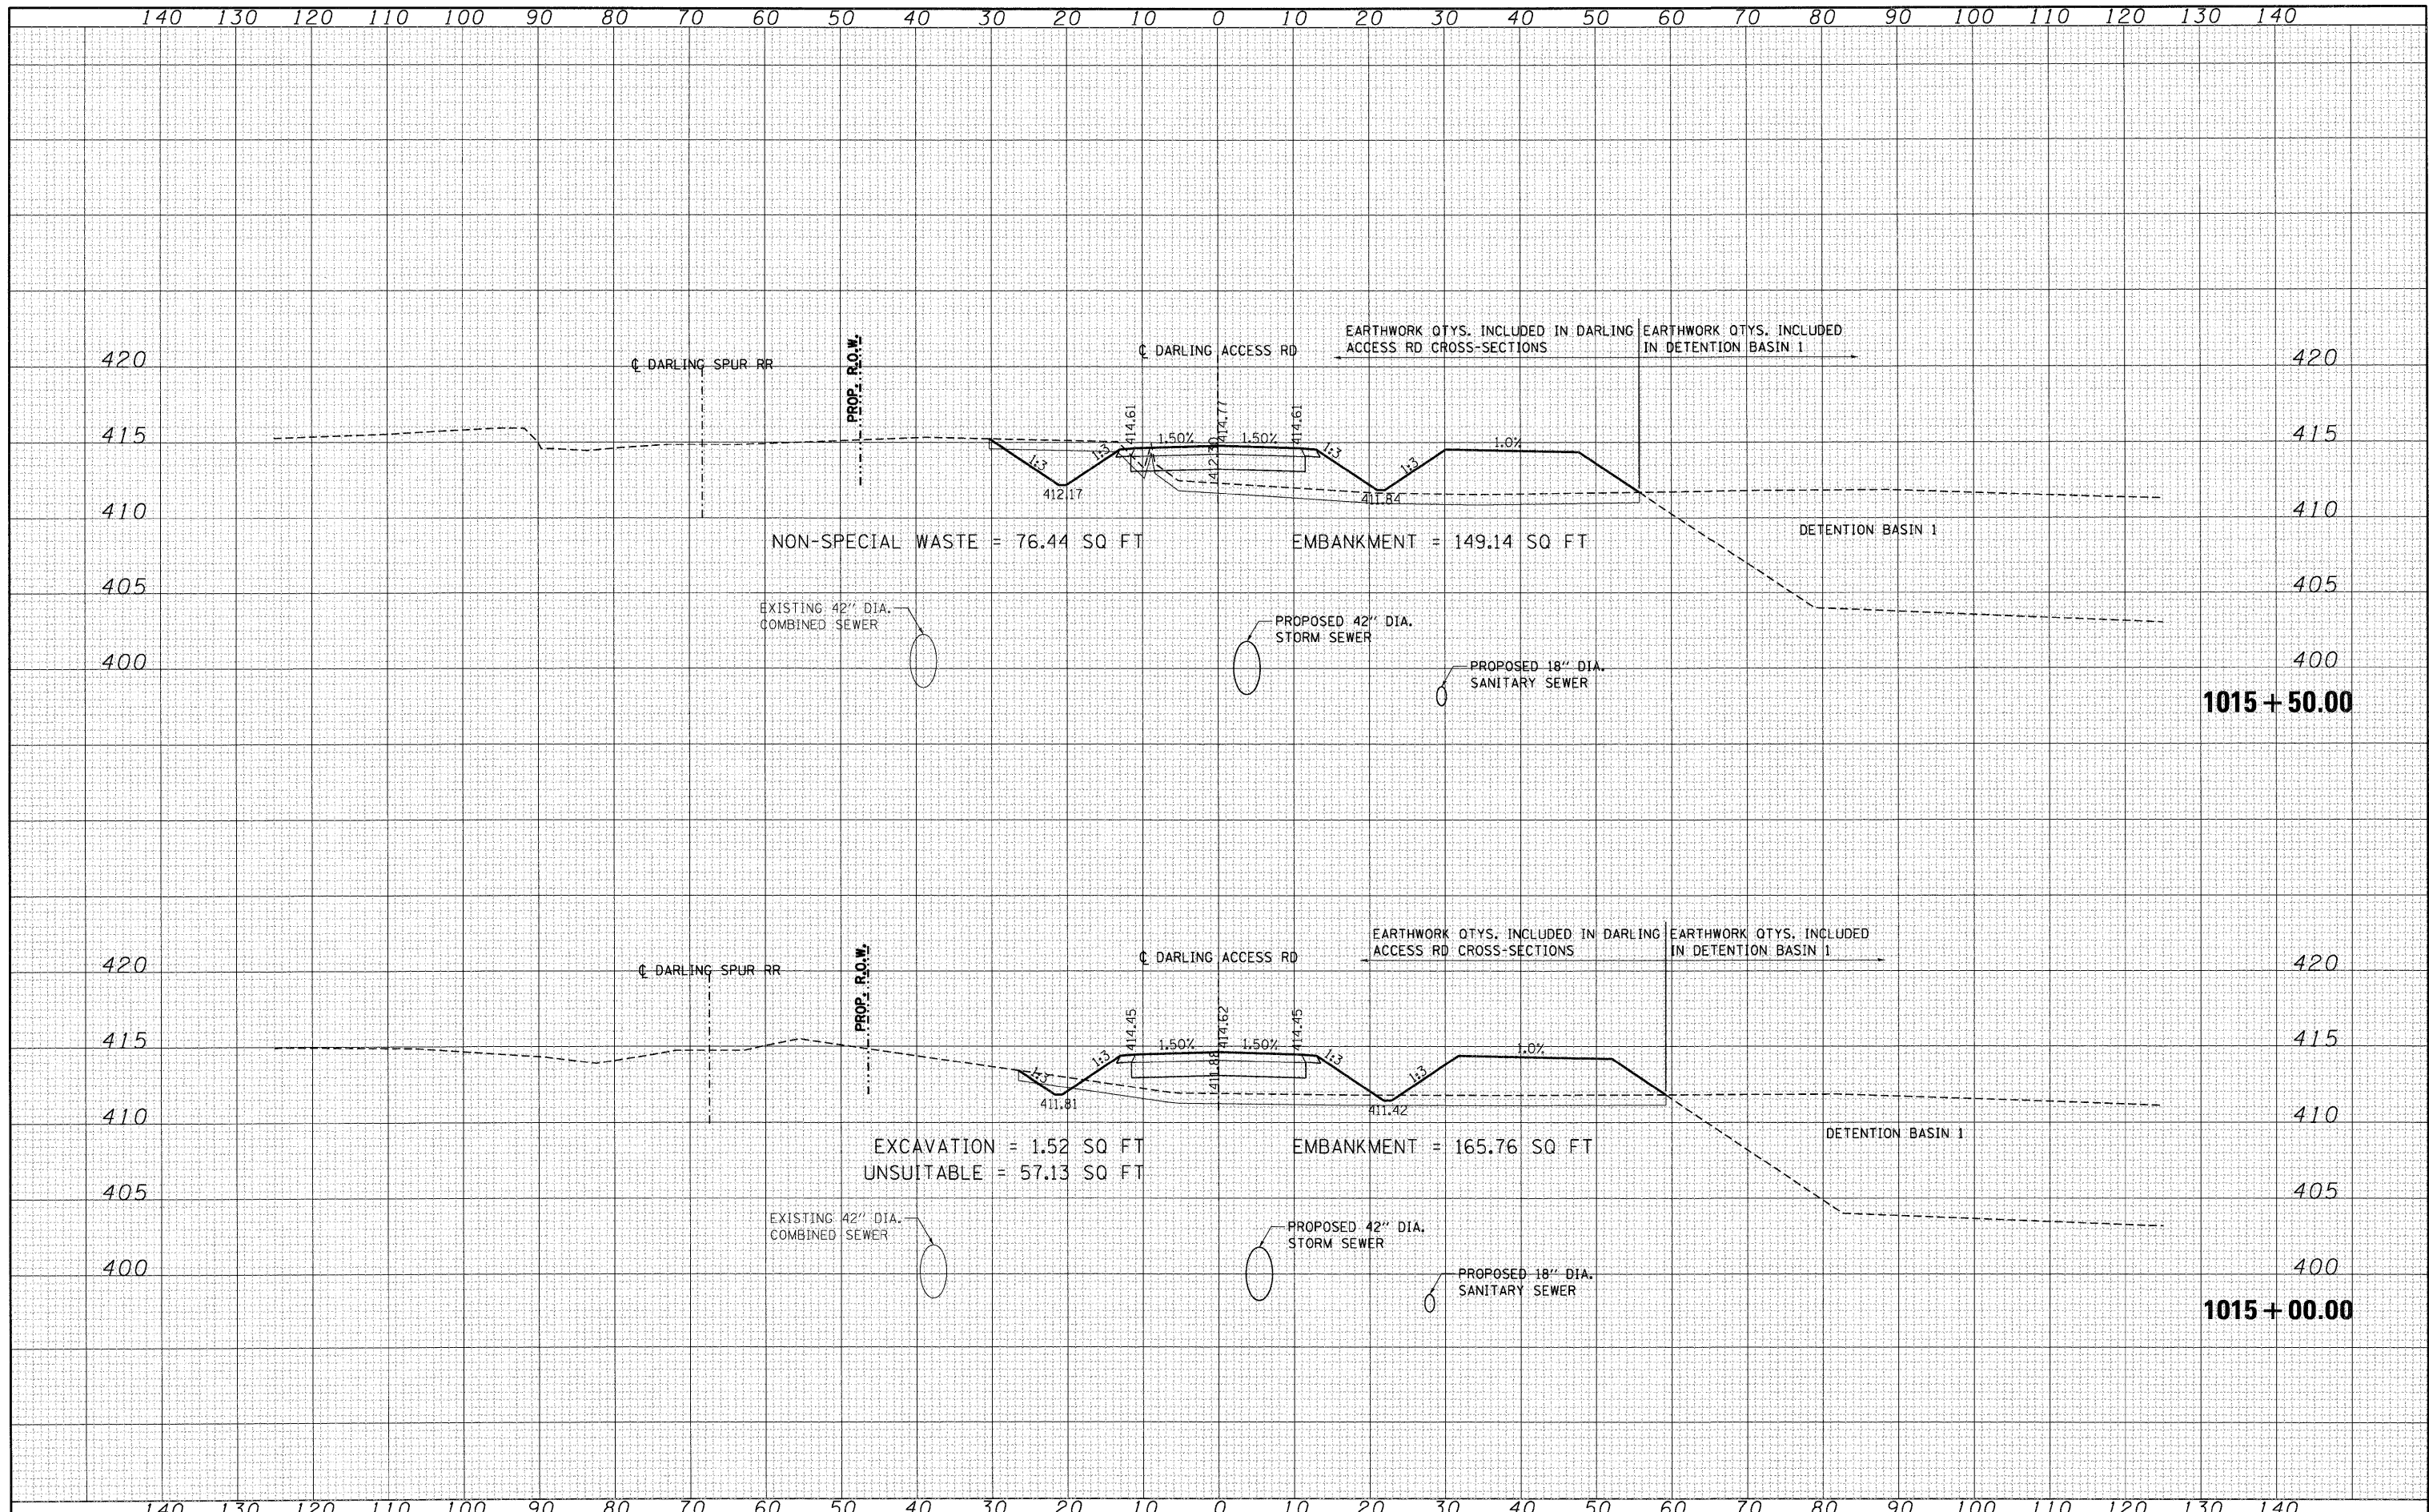 140 130 120 110 100 90 80 70 60 50 40 30 20 10 0 10 20 30 40 50 60 70 80 90 100 110 120 130 140
EARTHWORK QTYS. INCLUDED IN DARLING
ACCESS RD CROSS-SECTIONS
EARTHWORK QTYS. INCLUDED
IN DETENTION BASIN 1
420
℄ DARLING SPUR RR
PROP. R.O.W.
℄ DARLING ACCESS RD
420
415
414.61
414.77
414.61
1.50%
1.50%
1.0%
415
1:3
1:3
1:3
1:3
412.30
412.17
411.84
410
410
NON-SPECIAL WASTE = 76.44 SQ FT
EMBANKMENT = 149.14 SQ FT
DETENTION BASIN 1
405
405
EXISTING 42" DIA.
COMBINED SEWER
PROPOSED 42" DIA.
STORM SEWER
400
PROPOSED 18" DIA.
SANITARY SEWER
400
1015+50.00
EARTHWORK QTYS. INCLUDED IN DARLING
ACCESS RD CROSS-SECTIONS
EARTHWORK QTYS. INCLUDED
IN DETENTION BASIN 1
420
℄ DARLING SPUR RR
PROP. R.O.W.
℄ DARLING ACCESS RD
420
415
414.45
414.62
414.45
1.50%
1.50%
1.0%
415
1:3
1:3
1:3
1:3
411.88
411.81
411.42
410
410
EXCAVATION = 1.52 SQ FT
UNSUITABLE = 57.13 SQ FT
EMBANKMENT = 165.76 SQ FT
DETENTION BASIN 1
405
405
EXISTING 42" DIA.
COMBINED SEWER
PROPOSED 42" DIA.
STORM SEWER
400
PROPOSED 18" DIA.
SANITARY SEWER
400
1015+00.00
140 130 120 110 100 90 80 70 60 50 40 30 20 10 0 10 20 30 40 50 60 70 80 90 100 110 120 130 140